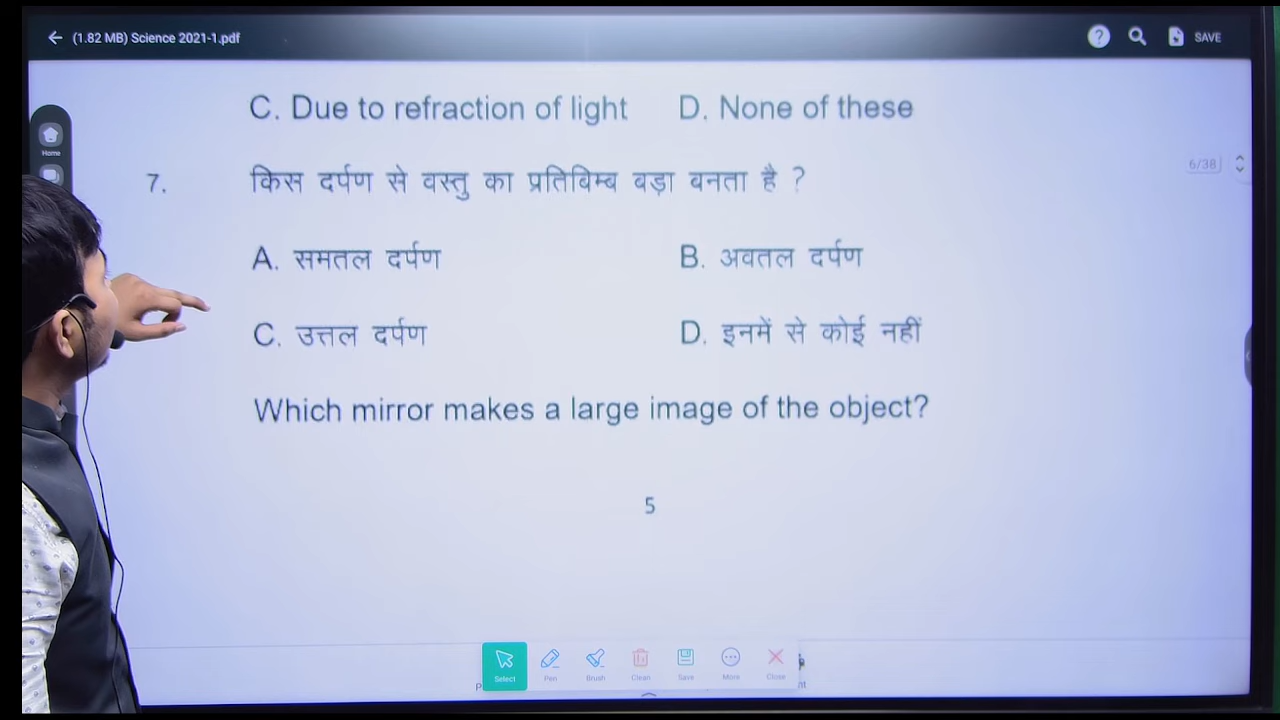 (1.82 MB) Science 2021-1.pdf
SAVE
C. Due to refraction of light D. None of these
Home
6/38
7. किस दर्पण से वस्तु का प्रतिबिम्ब बड़ा बनता है ?
A. समतल दर्पण B. अवतल दर्पण
C. उत्तल दर्पण D. इनमें से कोई नहीं
Which mirror makes a large image of the object?
5
Select Pen Brush Clean Save More Close